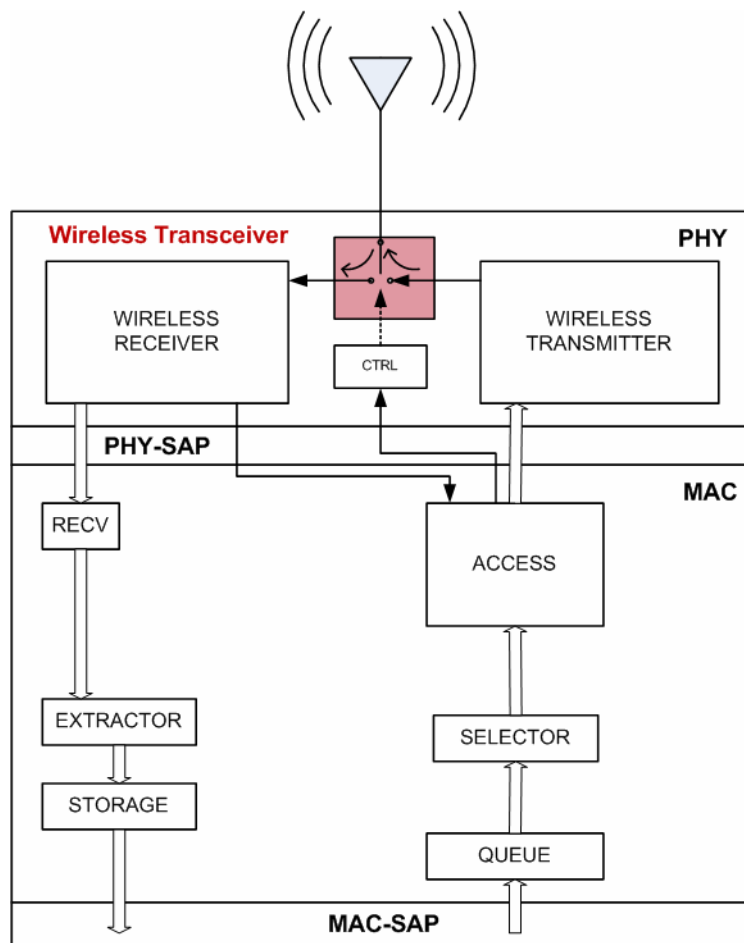 Wireless Transceiver
PHY
WIRELESS
RECEIVER
WIRELESS
TRANSMITTER
CTRL
PHY-SAP
MAC
RECV
ACCESS
EXTRACTOR
SELECTOR
STORAGE
QUEUE
MAC-SAP